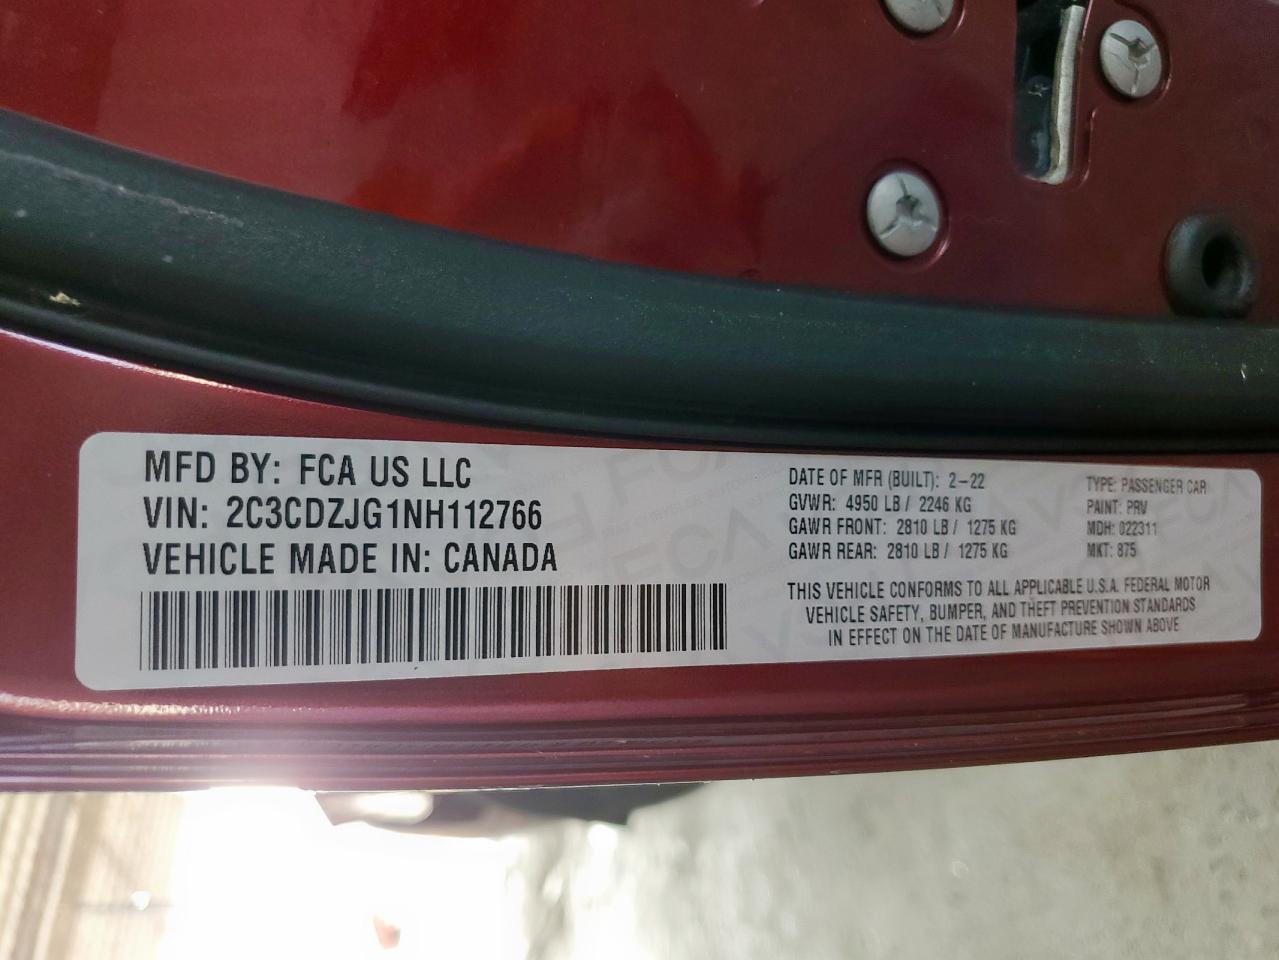 MFD BY: FCA US LLC
VIN: 2C3CDZJG1NH112766
VEHICLE MADE IN: CANADA
DATE OF MFR (BUILT): 2-22
GVWR: 4950 LB / 2246 KG
GAWR FRONT: 2810 LB / 1275 KG
GAWR REAR: 2810 LB / 1275 KG
TYPE: PASSENGER CAR
PAINT: PRV
MDH: 022311
MKT: 875
THIS VEHICLE CONFORMS TO ALL APPLICABLE U.S.A. FEDERAL MOTOR
VEHICLE SAFETY, BUMPER, AND THEFT PREVENTION STANDARDS
IN EFFECT ON THE DATE OF MANUFACTURE SHOWN ABOVE